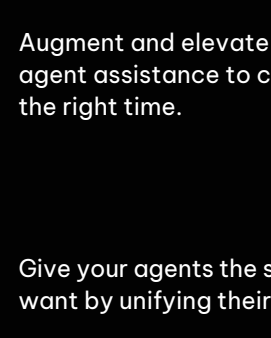 Augment and elevate
agent assistance to
the right time.
Give your agents the
want by unifying their